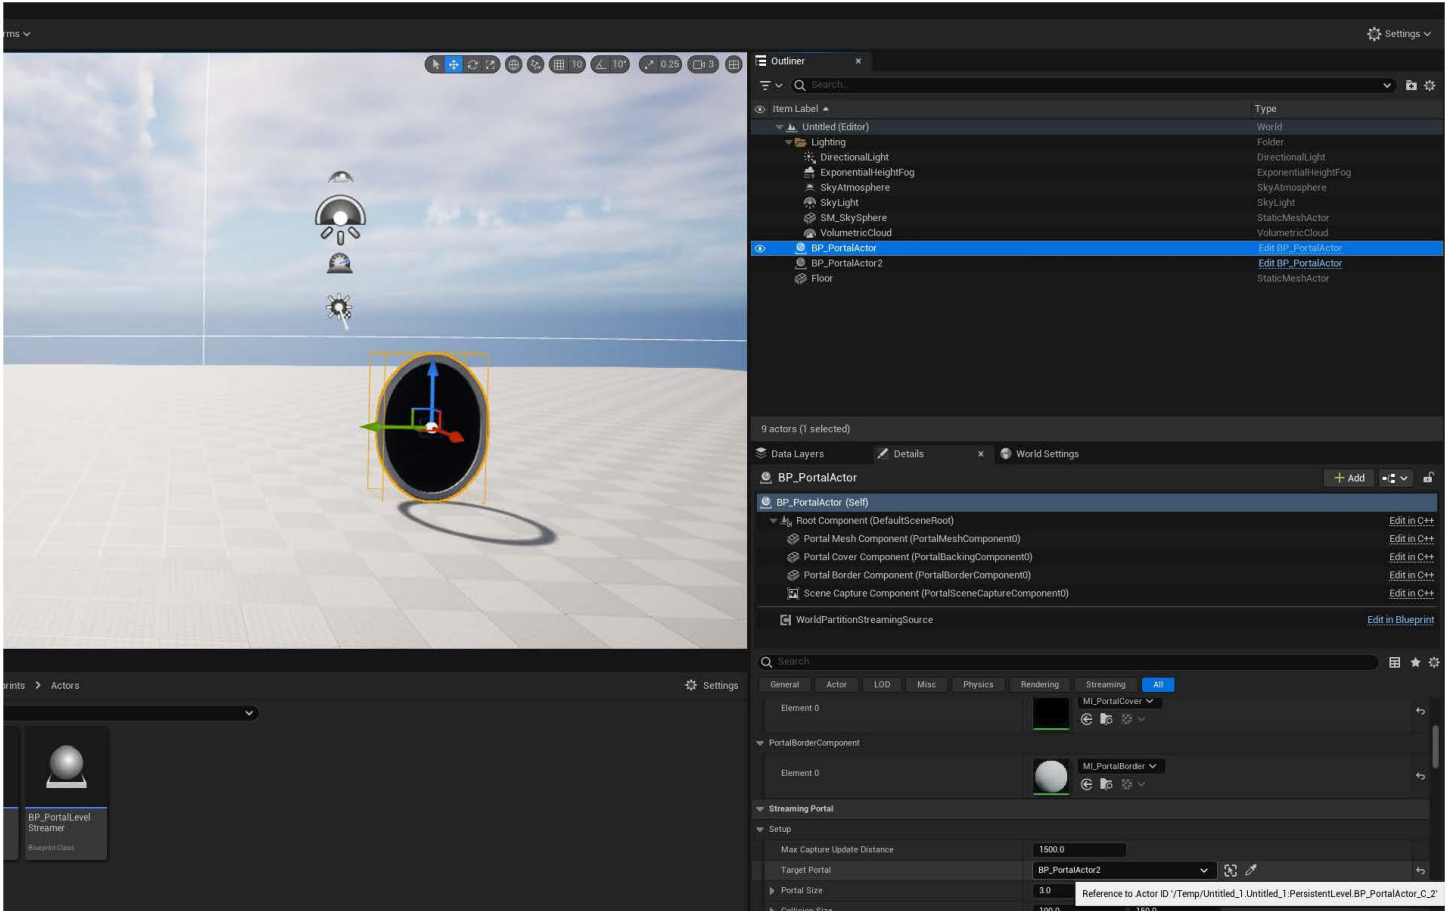 rms
Settings
10
10°
0.25
3
Outliner
Search...
Item Label
Type
Untitled (Editor)
World
Lighting
Folder
DirectionalLight
DirectionalLight
ExponentialHeightFog
ExponentialHeightFog
SkyAtmosphere
SkyAtmosphere
SkyLight
SkyLight
SM_SkySphere
StaticMeshActor
VolumetricCloud
VolumetricCloud
BP_PortalActor
Edit BP_PortalActor
BP_PortalActor2
Edit BP_PortalActor
Floor
StaticMeshActor
9 actors (1 selected)
Data Layers
Details
World Settings
BP_PortalActor
Add
BP_PortalActor (Self)
Root Component (DefaultSceneRoot)
Edit in C++
Portal Mesh Component (PortalMeshComponent0)
Edit in C++
Portal Cover Component (PortalBackingComponent0)
Edit in C++
Portal Border Component (PortalBorderComponent0)
Edit in C++
Scene Capture Component (PortalSceneCaptureComponent0)
Edit in C++
WorldPartitionStreamingSource
Edit in Blueprint
Search
General
Actor
LOD
Misc
Physics
Rendering
Streaming
All
Element 0
MI_PortalCover
PortalBorderComponent
Element 0
MI_PortalBorder
Streaming Portal
Setup
Max Capture Update Distance
1500.0
Target Portal
BP_PortalActor2
Portal Size
3.0
Reference to Actor ID '/Temp/Untitled_1.Untitled_1:PersistentLevel.BP_PortalActor_C_2'
Collision Size
100.0
150.0
rints
Actors
Settings
BP_PortalLevel
Streamer
Blueprint Class